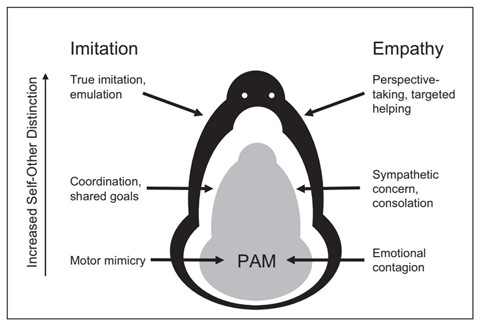 Imitation
Empathy
True imitation,
emulation
Perspective-
taking, targeted
helping
Increased Self-Other Distinction
Coordination,
shared goals
Sympathetic
concern,
consolation
Motor mimicry
PAM
Emotional
contagion